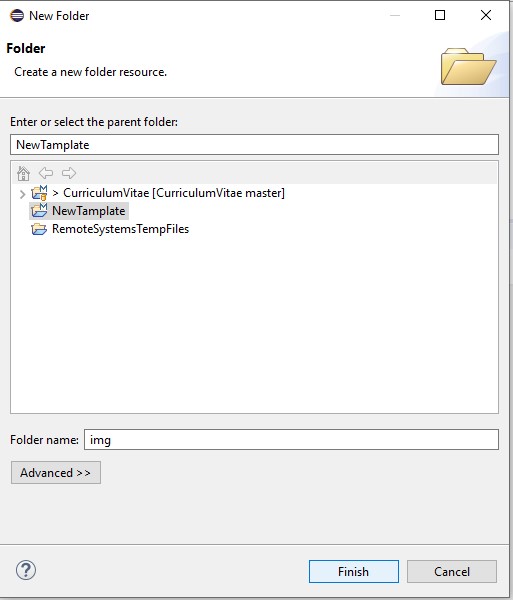 New Folder
Folder
Create a new folder resource.
Enter or select the parent folder:
NewTamplate
> CurriculumVitae [CurriculumVitae master]
NewTamplate
RemoteSystemsTempFiles
Folder name: img
Advanced >>
Finish Cancel